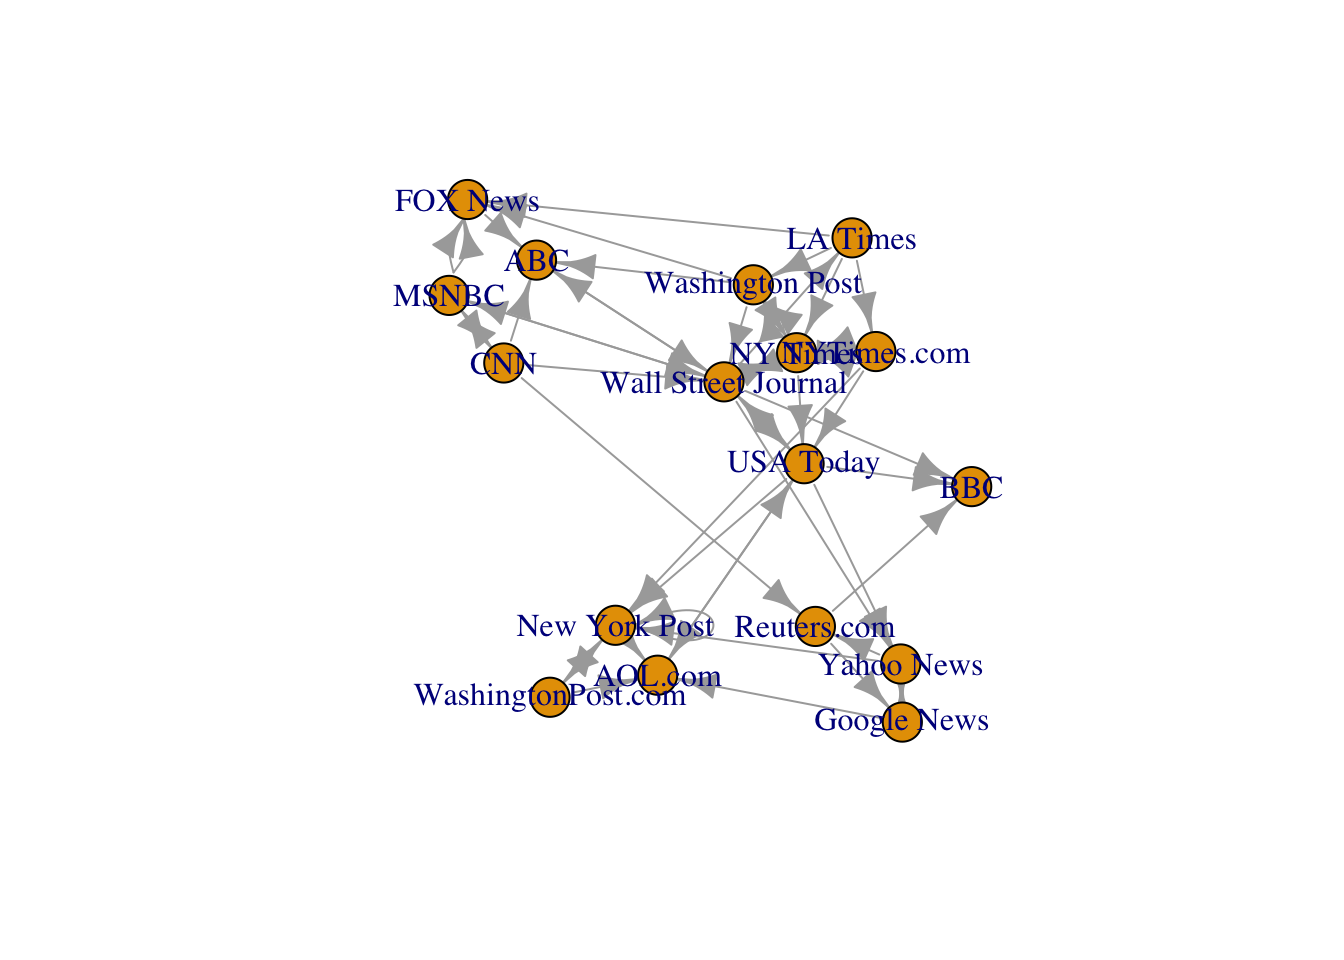 FOX News
LA Times
ABC
Washington Post
MSNBC
NY Times
NYTimes.com
CNN
Wall Street Journal
USA Today
BBC
New York Post
Reuters.com
Yahoo News
AOL.com
WashingtonPost.com
Google News